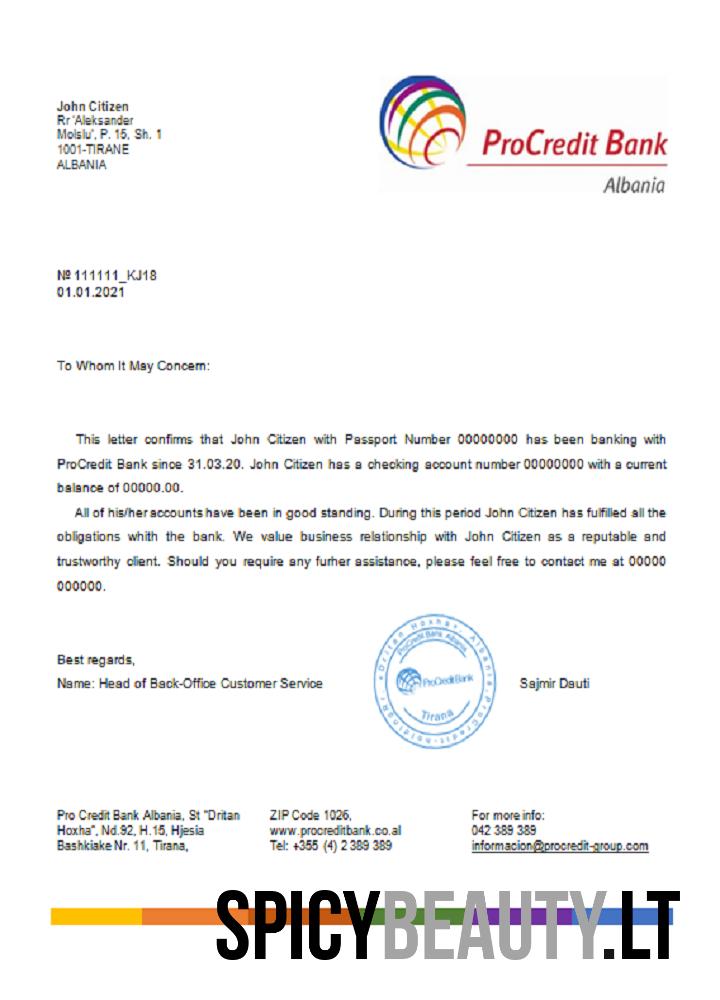 John Citizen
Rr 'Aleksander
Moisiu', P. 15, Sh. 1
1001-TIRANE
ALBANIA
ProCredit Bank
Albania
№ 111111_KJ18
01.01.2021
To Whom It May Concern:
This letter confirms that John Citizen with Passport Number 00000000 has been banking with
ProCredit Bank since 31.03.20. John Citizen has a checking account number 00000000 with a current
balance of 00000.00.
All of his/her accounts have been in good standing. During this period John Citizen has fulfilled all the
obligations whith the bank. We value business relationship with John Citizen as a reputable and
trustworthy client. Should you require any furher assistance, please feel free to contact me at 00000
000000.
Dritan Hoxha, Albania, ProCredit-Holding
ProCredit Bank Albania
ProCreditBank
Tirana
Best regards,
Name: Head of Back-Office Customer Service
Sajmir Dauti
Pro Credit Bank Albania, St "Dritan
Hoxha", Nd.92, H.15, Hjesia
Bashkiake Nr. 11, Tirana,
ZIP Code 1026,
www.procreditbank.co.al
Tel: +355 (4) 2 389 389
For more info:
042 389 389
informacion@procredit-group.com
SPICYBEAUTY.LT